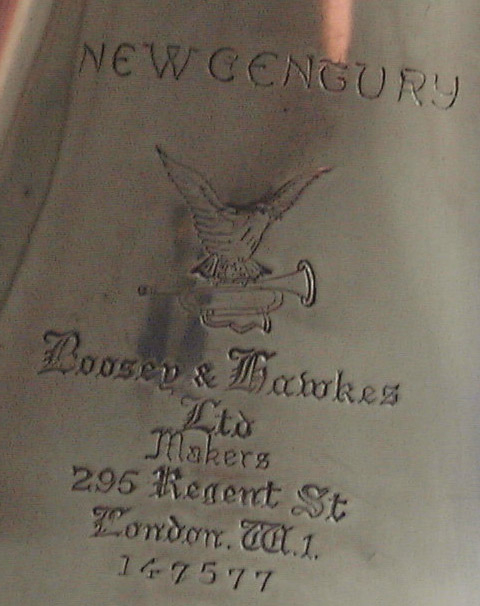 NEW CENTURY
Boosey & Hawkes
Ltd
Makers
295 Regent St
London. W.1.
147577